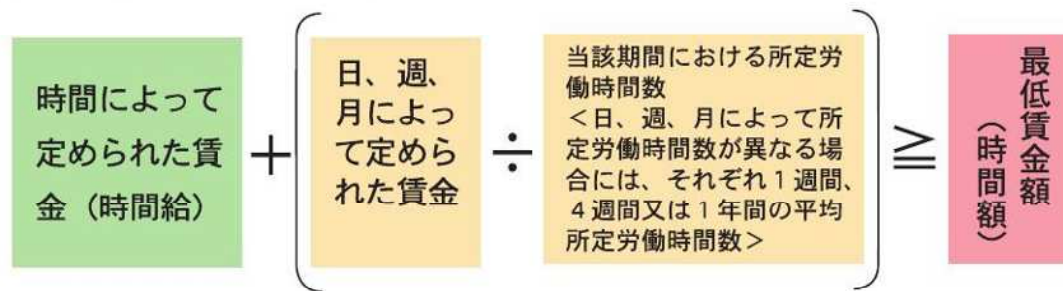 時間によって
定められた賃
金（時間給）
＋
日、週、
月によっ
て定めら
れた賃金
÷
当該期間における所定労
働時間数
＜日、週、月によって所
定労働時間数が異なる場
合には、それぞれ１週間、
４週間又は１年間の平均
所定労働時間数＞
≧
最低賃金額
（時間額）